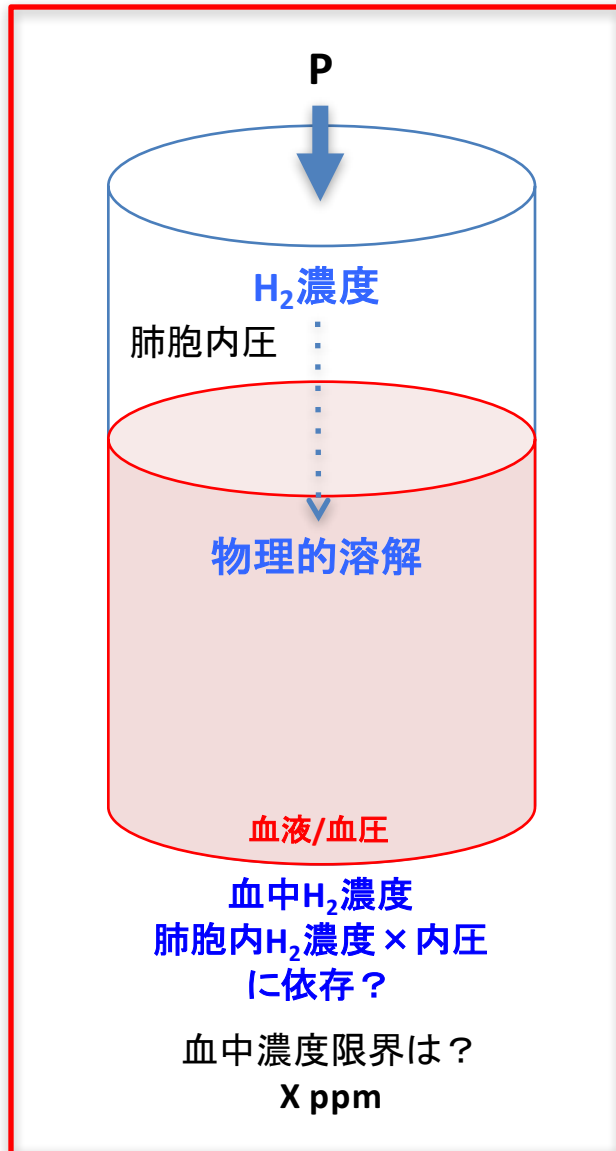 P
H₂濃度
肺胞内圧
物理的溶解
血液/血圧
血中H₂濃度
肺胞内H₂濃度×内圧
に依存？
血中濃度限界は？
X ppm